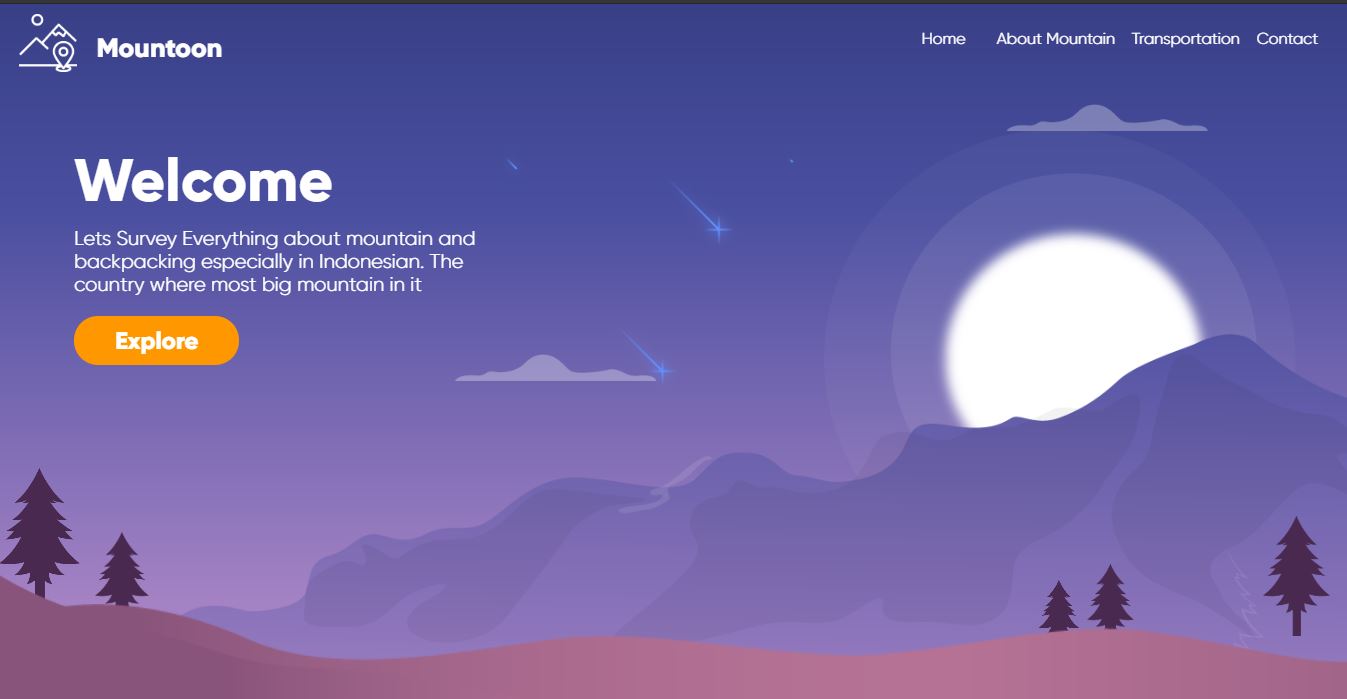 Mountoon
Home About Mountain Transportation Contact
Welcome
Lets Survey Everything about mountain and
backpacking especially in Indonesian. The
country where most big mountain in it
Explore